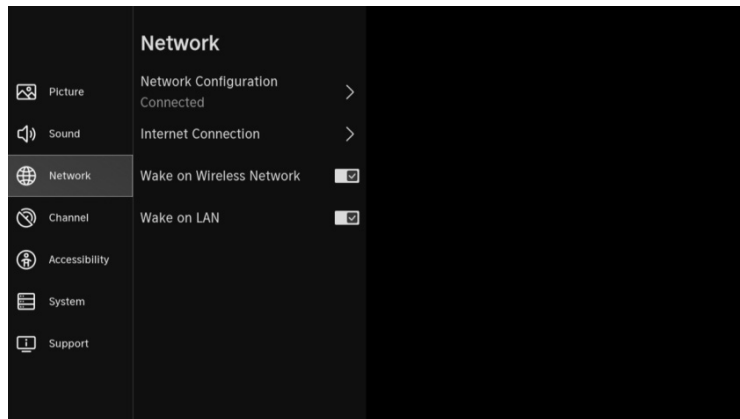 Network
Network Configuration
Connected
Internet Connection
Wake on Wireless Network
Wake on LAN
Picture
Sound
Network
Channel
Accessibility
System
Support